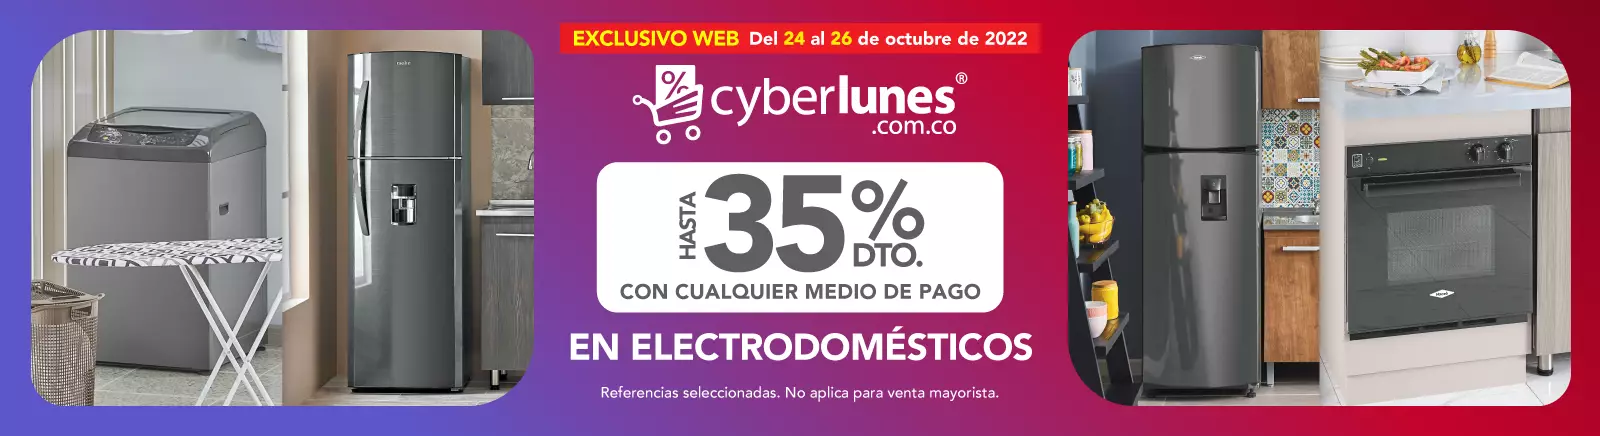 EXCLUSIVO WEB Del 24 al 26 de octubre de 2022
%
cyberlunes®
.com.co
HASTA 35% DTO.
CON CUALQUIER MEDIO DE PAGO
EN ELECTRODOMÉSTICOS
Referencias seleccionadas. No aplica para venta mayorista.